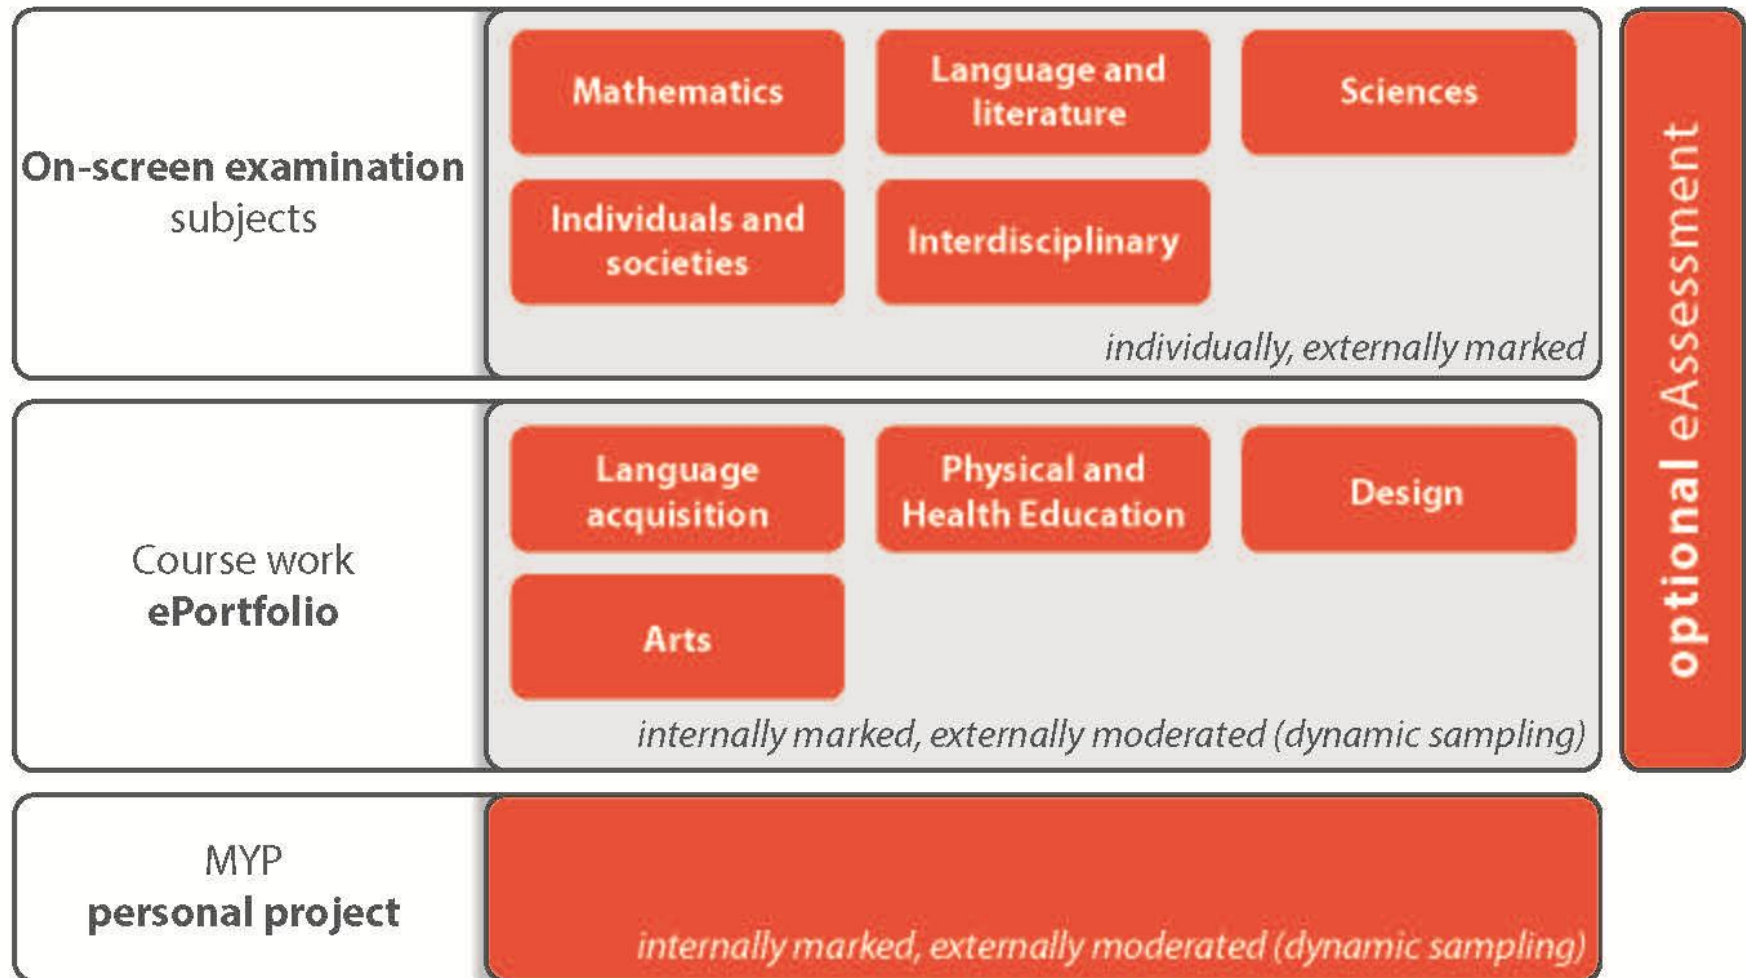 On-screen examination
subjects
Mathematics
Language and
literature
Sciences
Individuals and
societies
Interdisciplinary
individually, externally marked
Course work
ePortfolio
Language
acquisition
Physical and
Health Education
Design
Arts
internally marked, externally moderated (dynamic sampling)
MYP
personal project
internally marked, externally moderated (dynamic sampling)
optional eAssessment